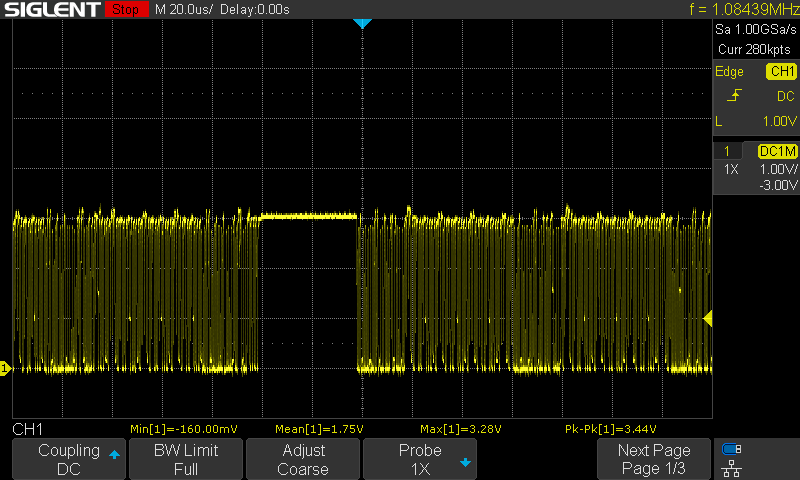 SIGLENT Stop M 20.0us/ Delay:0.00s f = 1.08439MHz
Sa 1.00GSa/s
Curr 280kpts
Edge CH1
DC
L 1.00V
1 DC1M
1X 1.00V/
-3.00V
1
CH1 Min[1]=-160.00mV Mean[1]=1.75V Max[1]=3.28V Pk-Pk[1]=3.44V
Coupling BW Limit Adjust Probe Next Page
DC Full Coarse 1X Page 1/3